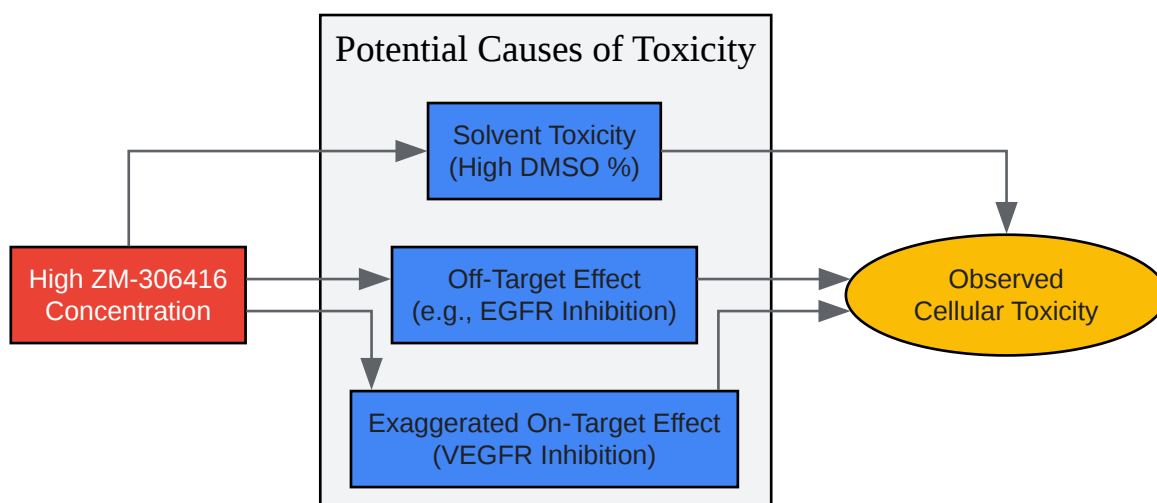 Potential Causes of Toxicity
Solvent Toxicity
(High DMSO %)
High ZM-306416
Concentration
Off-Target Effect
(e.g., EGFR Inhibition)
Observed
Cellular Toxicity
Exaggerated On-Target Effect
(VEGFR Inhibition)